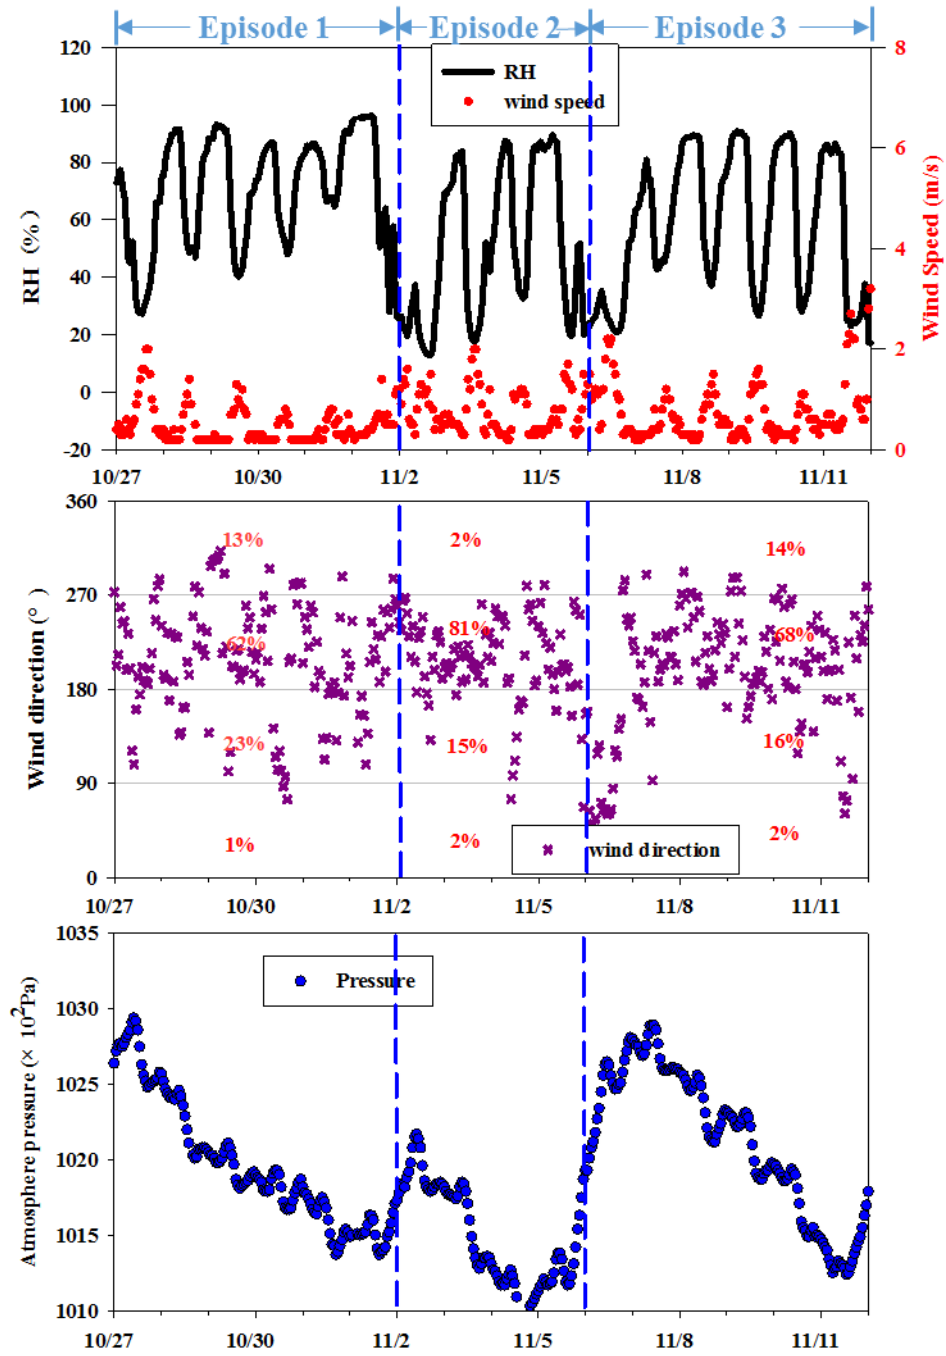 Episode 1 Episode 2 Episode 3
120 8
RH
100 wind speed
6
80
60
RH (%) 4 Wind Speed (m/s)
40
20 2
0
-20 0
10/27 10/30 11/2 11/5 11/8 11/11
360
13% 2% 14%
270
62% 81% 68%
Wind direction (° )
180
23% 15% 16%
90
1% 2% 2%
wind direction
0
10/27 10/30 11/2 11/5 11/8 11/11
1035
Pressure
1030
1025
Atmosphere pressure (× 10²Pa)
1020
1015
1010
10/27 10/30 11/2 11/5 11/8 11/11